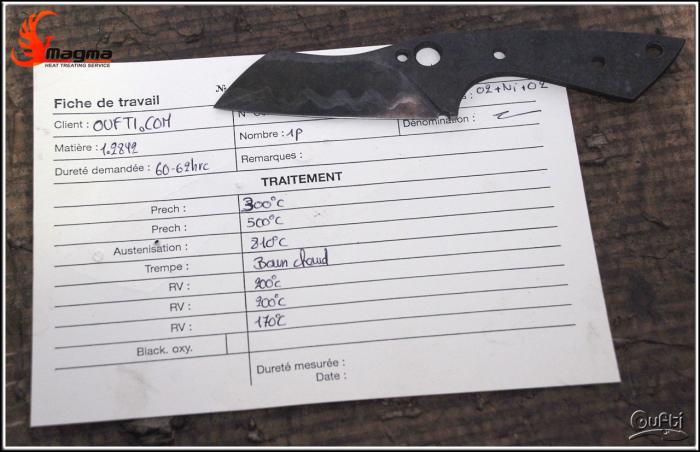 Magma
HEAT TREATING SERVICE
Fiche de travail
Client : OUFTI.COM
Matière : 1.2842
Nombre : 1P
Dénomination :
: O2+Ni+O2
Dureté demandée : 60-62hrc
Remarques :
TRAITEMENT
Prech : 300°C
Prech : 500°C
Austenisation : 810°C
Trempe : Bain chaud
RV : 200°C
RV : 200°C
RV : 170°C
Black. oxy.
Dureté mesurée :
Date :
Oufti